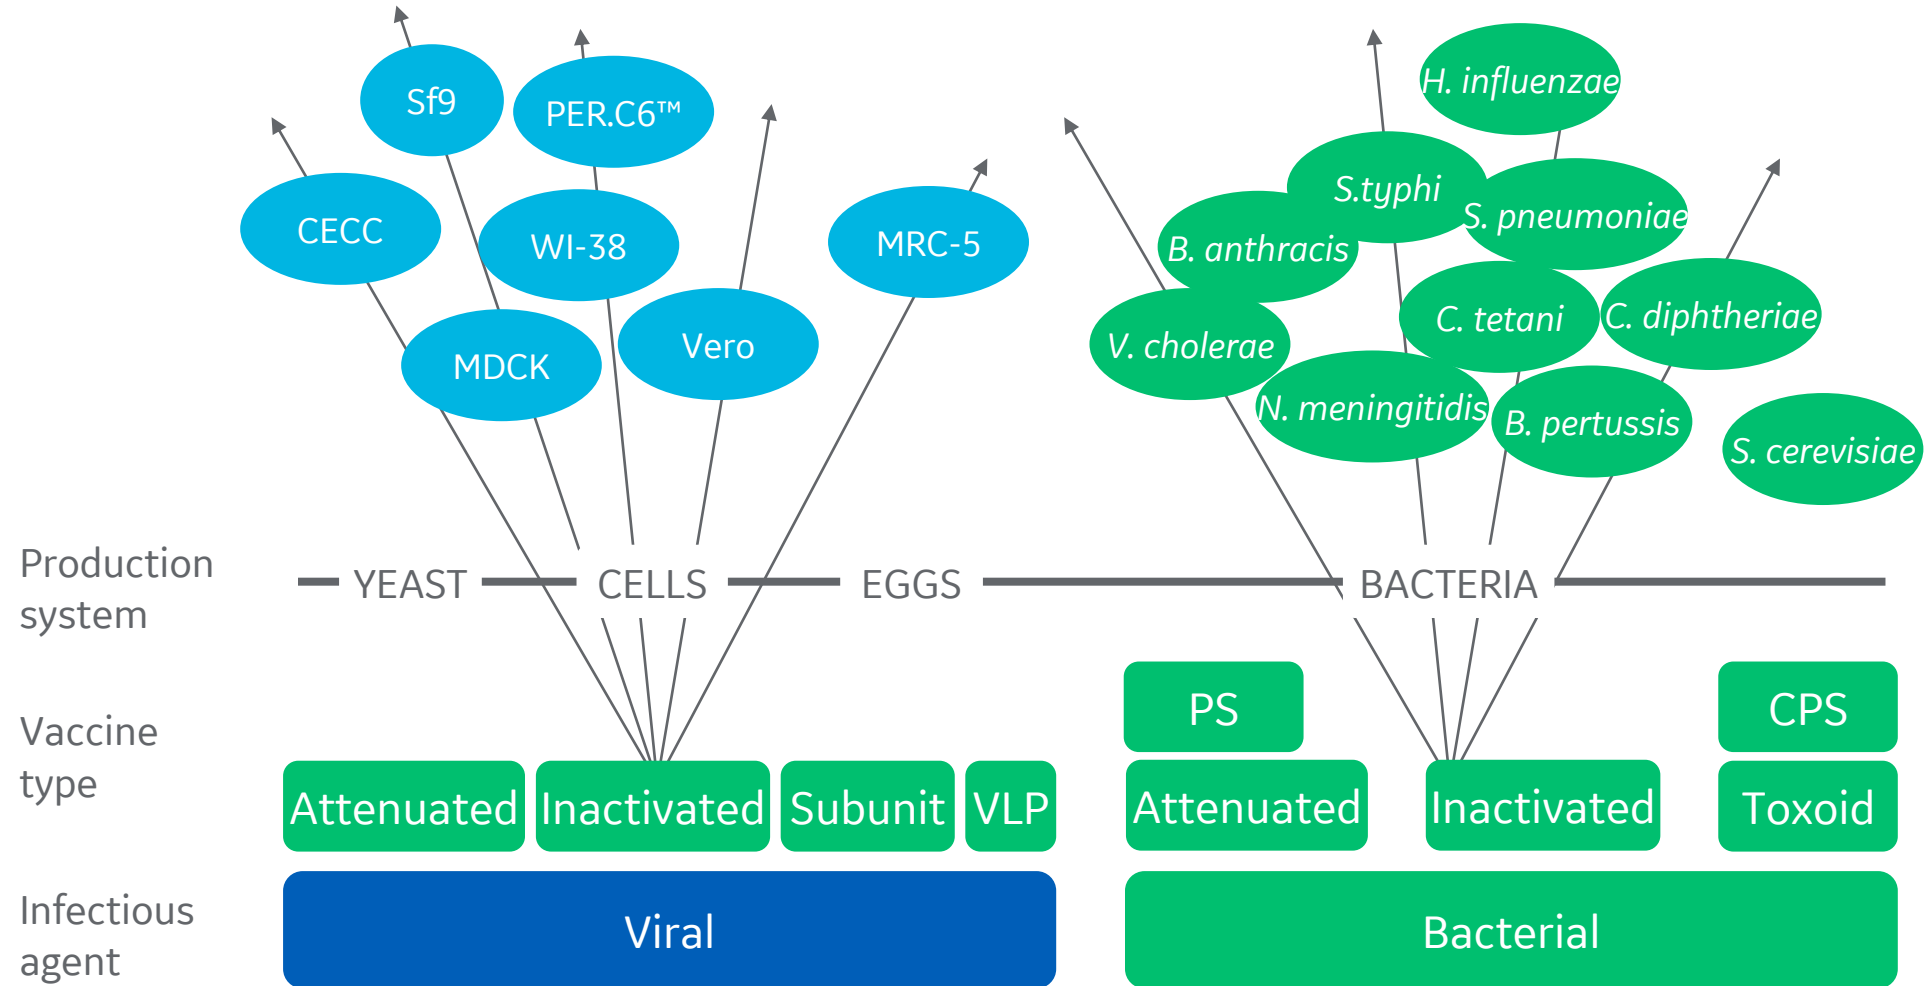 Sf9
PER.C6™
CECC
WI-38
MRC-5
MDCK
Vero
H. influenzae
S.typhi
S. pneumoniae
B. anthracis
C. tetani
C. diphtheriae
V. cholerae
N. meningitidis
B. pertussis
S. cerevisiae
Production
system
YEAST
CELLS
EGGS
BACTERIA
Vaccine
type
PS
CPS
Attenuated
Inactivated
Subunit
VLP
Attenuated
Inactivated
Toxoid
Infectious
agent
Viral
Bacterial